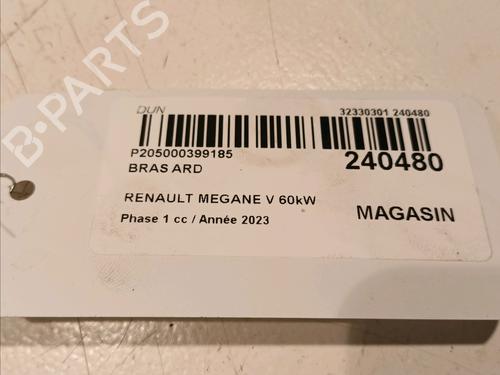 B-PARTS
DUN
32330301 240480
P205000399185
240480
BRAS ARD
RENAULT MEGANE V 60kW
MAGASIN
Phase 1 cc / Année 2023